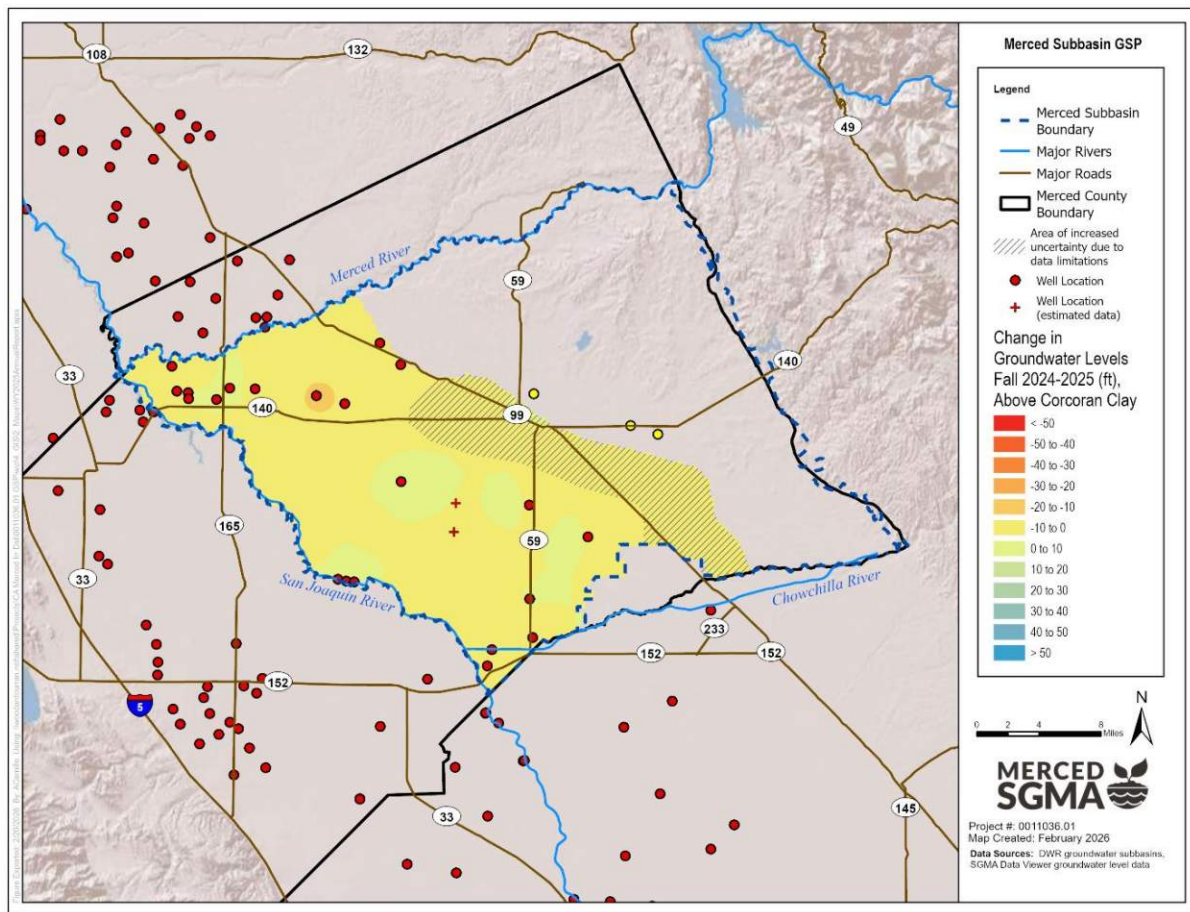 108
132
49
Merced River
59
140
33
140
99
165
59
33
San Joaquin River
Chowchilla River
233
152
152
152
5
33
145
Merced Subbasin GSP
Legend
Merced Subbasin
Boundary
Major Rivers
Major Roads
Merced County
Boundary
Area of increased
uncertainty due to
data limitations
Well Location
Well Location
(estimated data)
Change in
Groundwater Levels
Fall 2024-2025 (ft),
Above Corcoran Clay
< -50
-50 to -40
-40 to -30
-30 to -20
-20 to -10
-10 to 0
0 to 10
10 to 20
20 to 30
30 to 40
40 to 50
> 50
N
0 2 4 8
Miles
MERCED
SGMA
Project #: 0011036.01
Map Created: February 2026
Data Sources: DWR groundwater subbasins,
SGMA Data Viewer groundwater level data